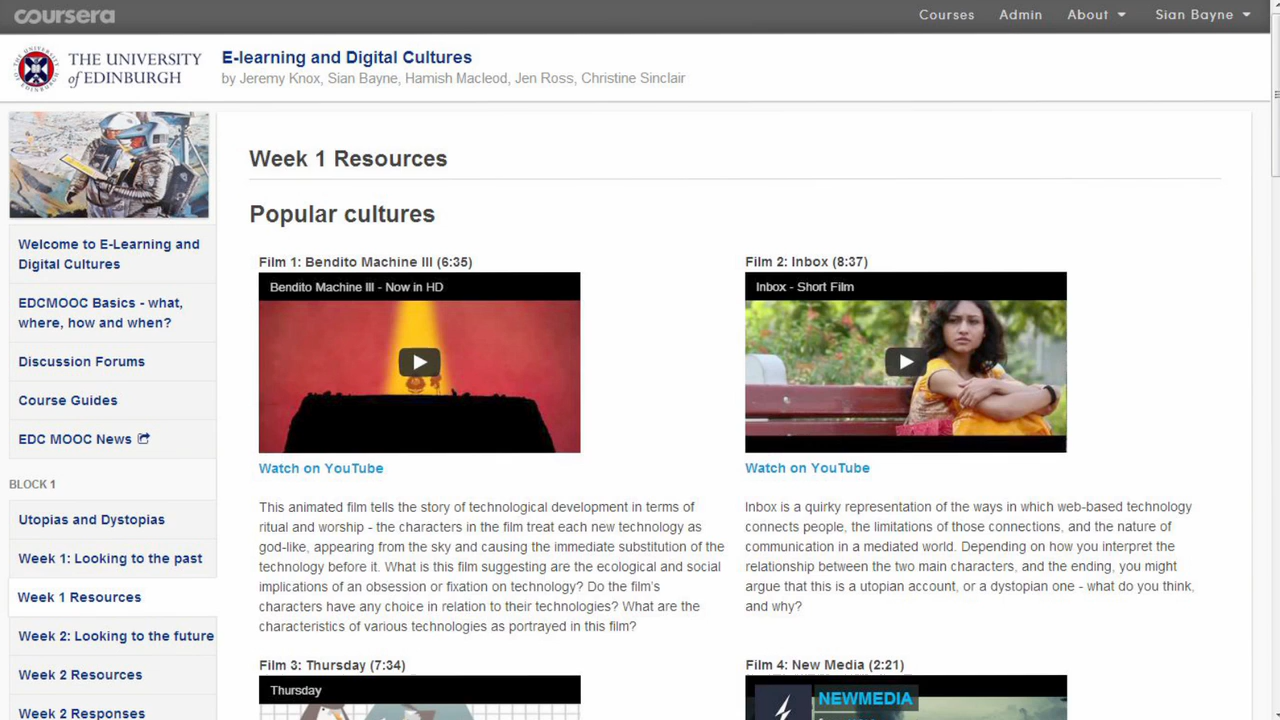 coursera
Courses
Admin
About
Sian Bayne
THE UNIVERSITY
of EDINBURGH
E-learning and Digital Cultures
by Jeremy Knox, Sian Bayne, Hamish Macleod, Jen Ross, Christine Sinclair
Welcome to E-Learning and
Digital Cultures
EDCMOOC Basics - what,
where, how and when?
Discussion Forums
Course Guides
EDC MOOC News
BLOCK 1
Utopias and Dystopias
Week 1: Looking to the past
Week 1 Resources
Week 2: Looking to the future
Week 2 Resources
Week 2 Responses
Week 1 Resources
Popular cultures
Film 1: Bendito Machine III (6:35)
Bendito Machine III - Now in HD
Watch on YouTube
This animated film tells the story of technological development in terms of
ritual and worship - the characters in the film treat each new technology as
god-like, appearing from the sky and causing the immediate substitution of the
technology before it. What is this film suggesting are the ecological and social
implications of an obsession or fixation on technology? Do the film's
characters have any choice in relation to their technologies? What are the
characteristics of various technologies as portrayed in this film?
Film 2: Inbox (8:37)
Inbox - Short Film
Watch on YouTube
Inbox is a quirky representation of the ways in which web-based technology
connects people, the limitations of those connections, and the nature of
communication in a mediated world. Depending on how you interpret the
relationship between the two main characters, and the ending, you might
argue that this is a utopian account, or a dystopian one - what do you think,
and why?
Film 3: Thursday (7:34)
Thursday
Film 4: New Media (2:21)
NEWMEDIA